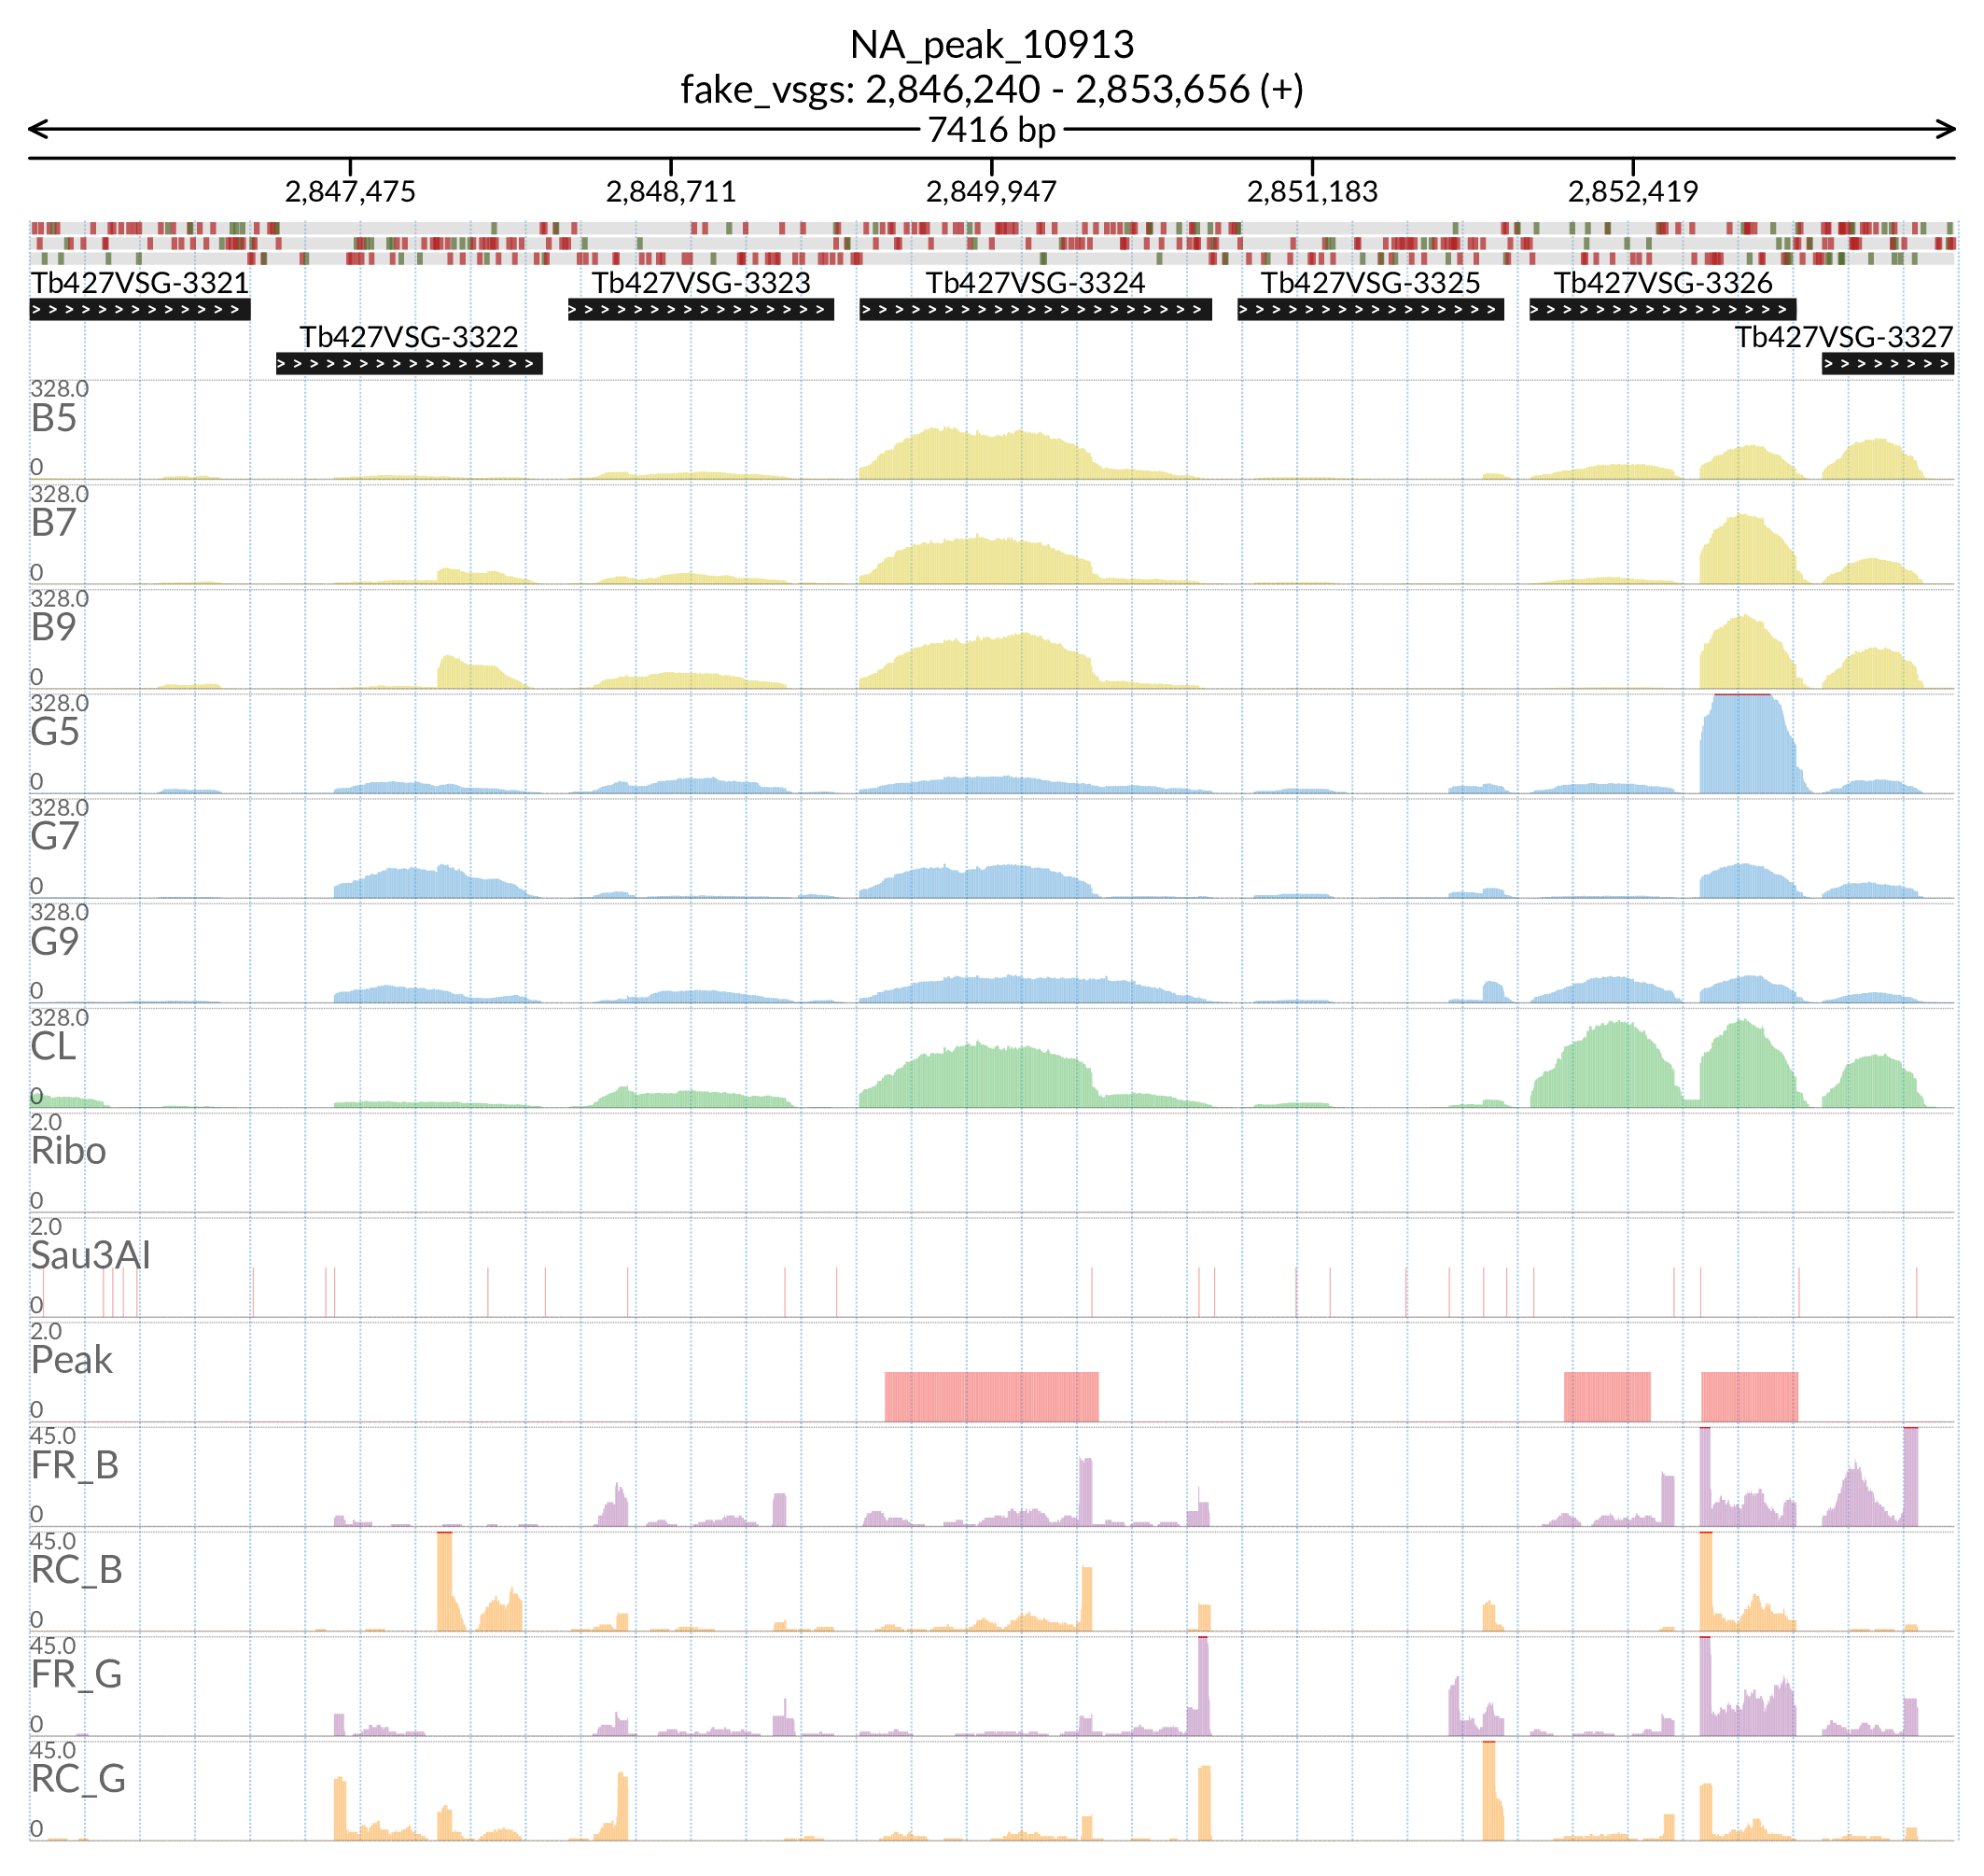 NA_peak_10913
fake_vsgs: 2,846,240 - 2,853,656 (+)
7416 bp
2,847,475 2,848,711 2,849,947 2,851,183 2,852,419
Tb427VSG-3321 Tb427VSG-3323 Tb427VSG-3324 Tb427VSG-3325 Tb427VSG-3326
Tb427VSG-3322 Tb427VSG-3327
328.0
B5
0
328.0
B7
0
328.0
B9
0
328.0
G5
0
328.0
G7
0
328.0
G9
0
328.0
CL
0
2.0
Ribo
0
2.0
Sau3AI
0
2.0
Peak
0
45.0
FR_B
0
45.0
RC_B
0
45.0
FR_G
0
45.0
RC_G
0